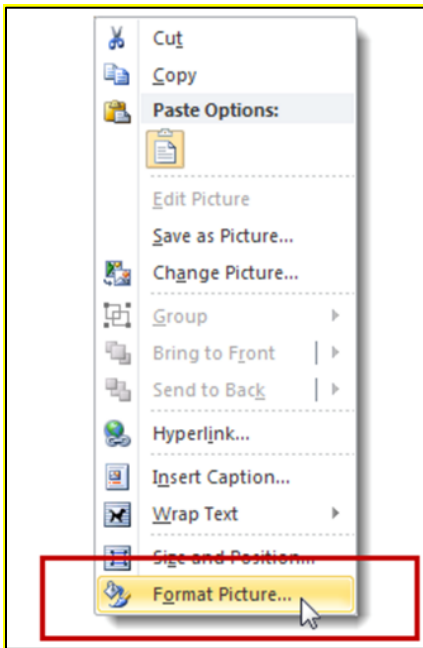 Cut
Copy
Paste Options:
Edit Picture
Save as Picture...
Change Picture...
Group
Bring to Front
Send to Back
Hyperlink...
Insert Caption...
Wrap Text
Size and Position...
Format Picture...